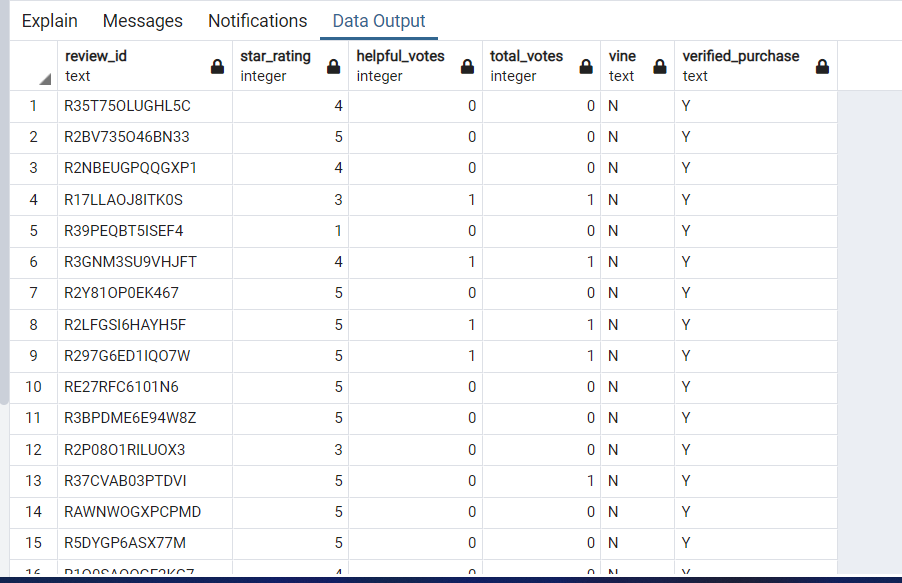 Explain Messages Notifications Data Output
review_id star_rating helpful_votes total_votes vine verified_purchase
text integer integer integer text text
1 R35T75OLUGHL5C 4 0 0 N Y
2 R2BV735O46BN33 5 0 0 N Y
3 R2NBEUGPQQGXP1 4 0 0 N Y
4 R17LLAOJ8ITK0S 3 1 1 N Y
5 R39PEQBT5ISEF4 1 0 0 N Y
6 R3GNM3SU9VHJFT 4 1 1 N Y
7 R2Y81OP0EK467 5 0 0 N Y
8 R2LFGSI6HAYH5F 5 1 1 N Y
9 R297G6ED1IQO7W 5 1 1 N Y
10 RE27RFC6101N6 5 0 0 N Y
11 R3BPDME6E94W8Z 5 0 0 N Y
12 R2P08O1RILUOX3 3 0 0 N Y
13 R37CVAB03PTDVI 5 0 1 N Y
14 RAWNWOGXPCPMD 5 0 0 N Y
15 R5DYGP6ASX77M 5 0 0 N Y
16 4 0 0 N Y